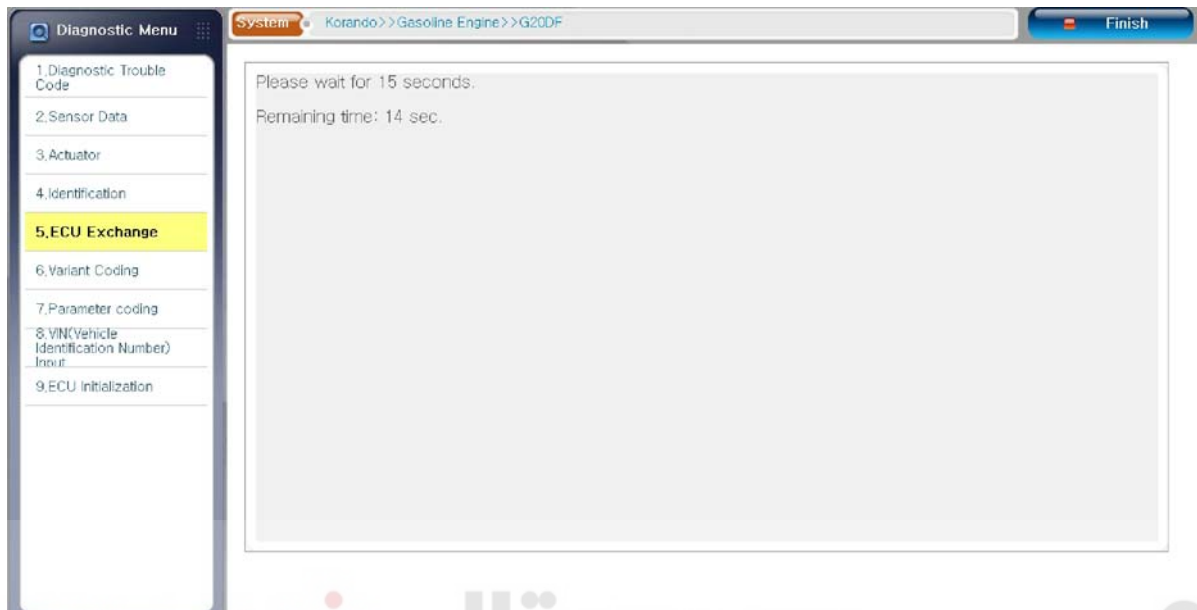 Diagnostic Menu
System
Korando>>Gasoline Engine>>G20DF
Finish
1.Diagnostic Trouble
Code
2.Sensor Data
3.Actuator
4.Identification
5.ECU Exchange
6.Variant Coding
7.Parameter coding
8.VIN(Vehicle
Identification Number)
Input
9.ECU Initialization
Please wait for 15 seconds.
Remaining time: 14 sec.